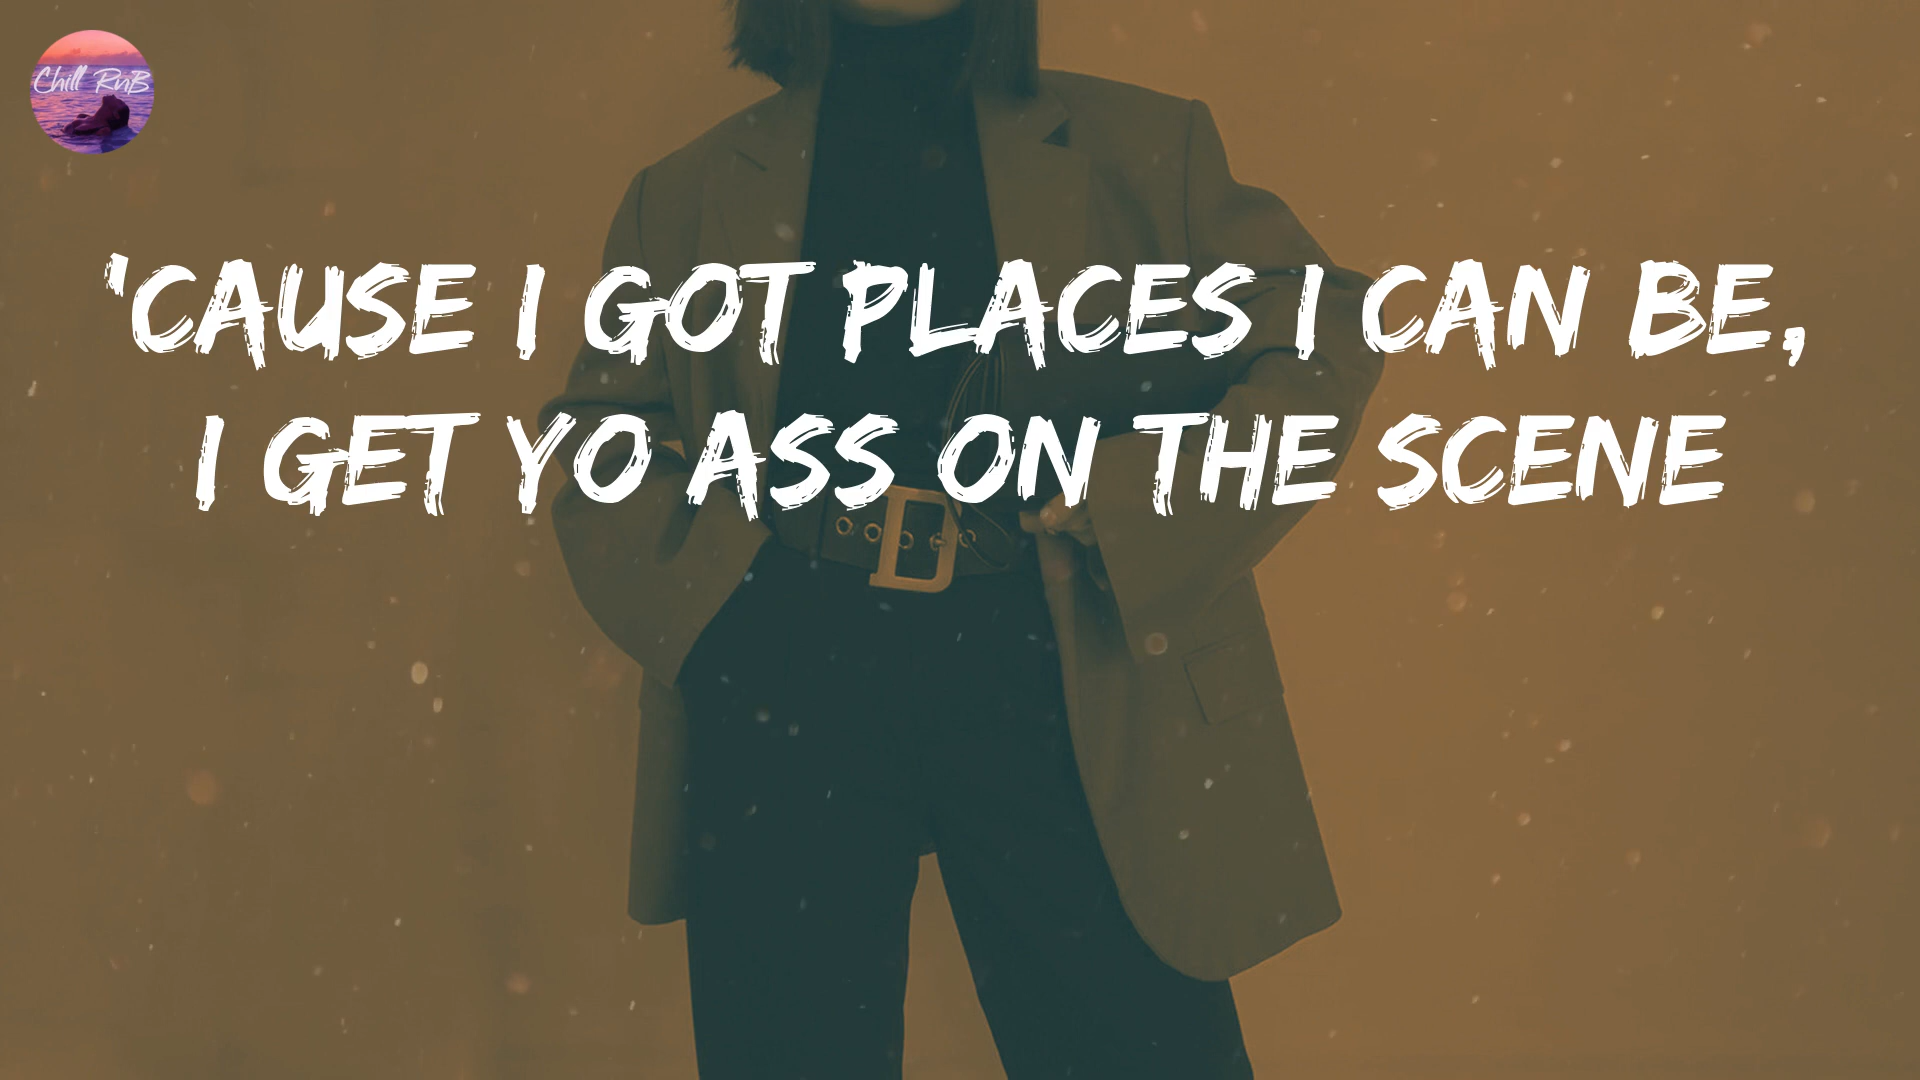 Chill RnB
'CAUSE I GOT PLACES I CAN BE,
I GET YO ASS ON THE SCENE